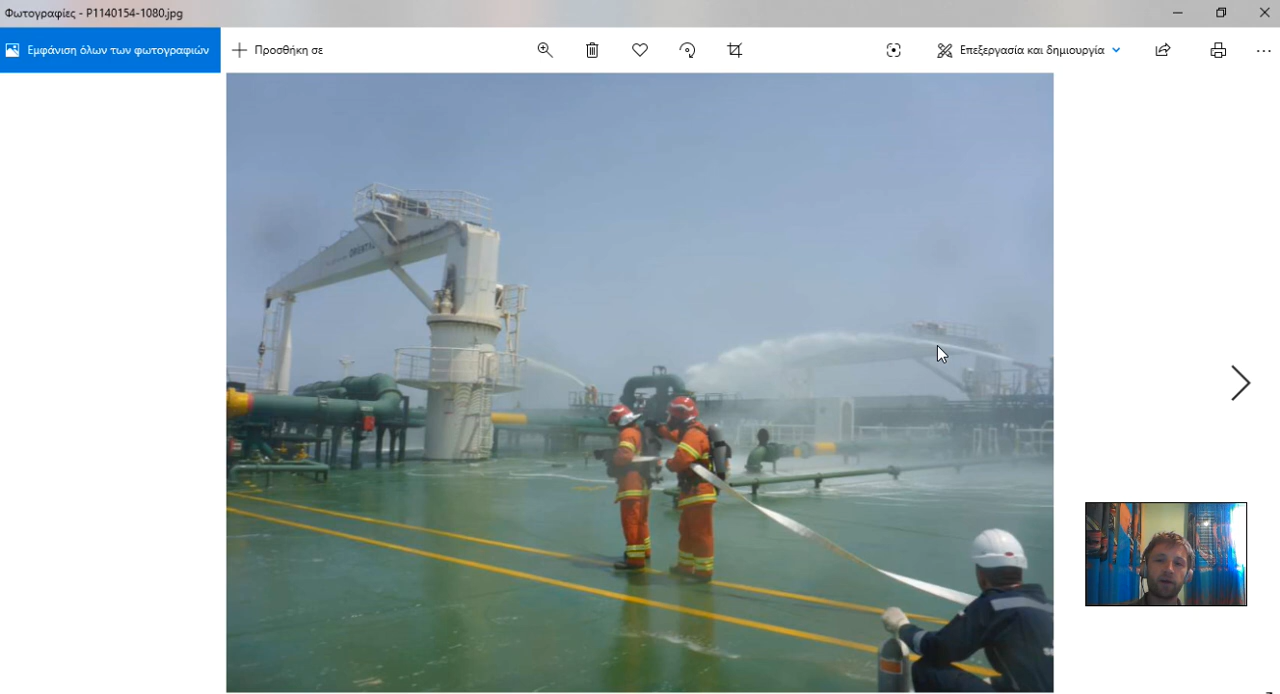 Φωτογραφίες - P1140154-1080.jpg
Εμφάνιση όλων των φωτογραφιών
Προσθήκη σε
Επεξεργασία και δημιουργία